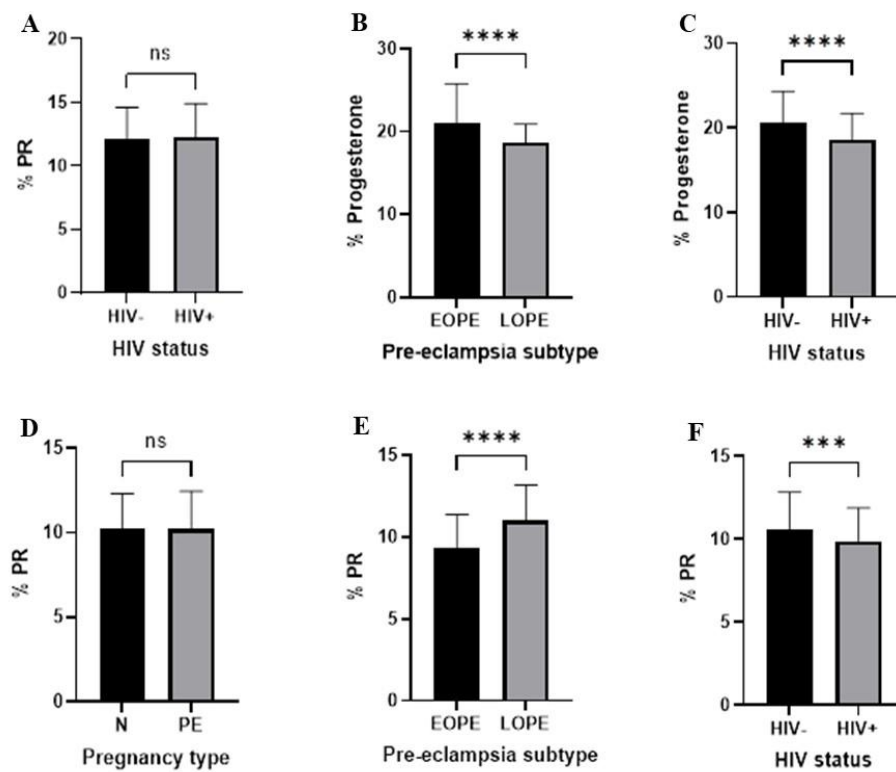 A
ns
% PR
20
15
10
5
0
HIV- HIV+
HIV status
B
****
% Progesterone
30
20
10
0
EOPE LOPE
Pre-eclampsia subtype
C
****
% Progesterone
30
20
10
0
HIV- HIV+
HIV status
D
ns
% PR
15
10
5
0
N PE
Pregnancy type
E
****
% PR
15
10
5
0
EOPE LOPE
Pre-eclampsia subtype
F
***
% PR
15
10
5
0
HIV- HIV+
HIV status